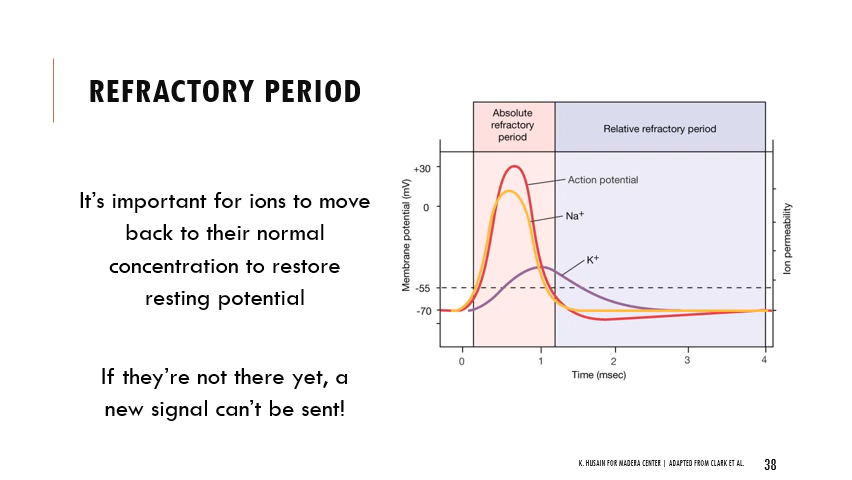 REFRACTORY PERIOD
It's important for ions to move
back to their normal
concentration to restore
resting potential
If they're not there yet, a
new signal can't be sent!
Absolute
refractory
period
Relative refractory period
Membrane potential (mV)
+30
0
-55
-70
Action potential
Na+
K+
Ion permeability
0 1 2 3 4
Time (msec)
K. HUSAIN FOR MADERA CENTER | ADAPTED FROM CLARK ET AL. 38